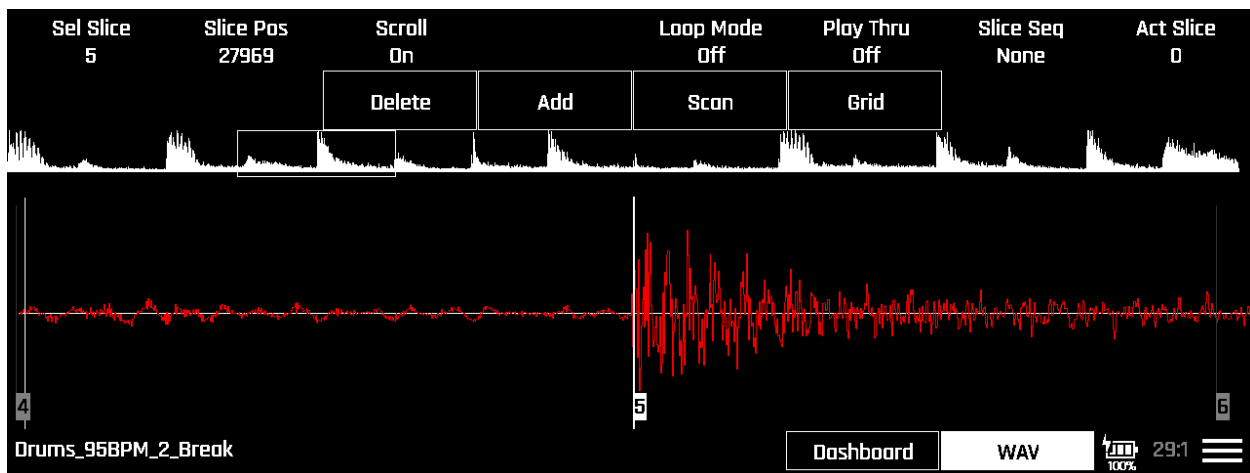 Sel Slice Slice Pos Scroll Loop Mode Play Thru Slice Seq Act Slice
5 27969 On Off Off None 0
Delete Add Scan Grid
4 5 6
Drums_95BPM_2_Break Dashboard WAV 100% 29:1